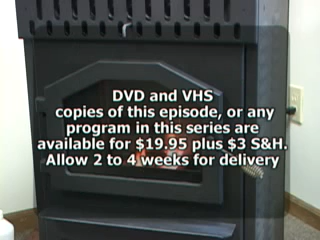 DVD and VHS
copies of this episode, or any
program in this series are
available for $19.95 plus $3 S&H.
Allow 2 to 4 weeks for delivery